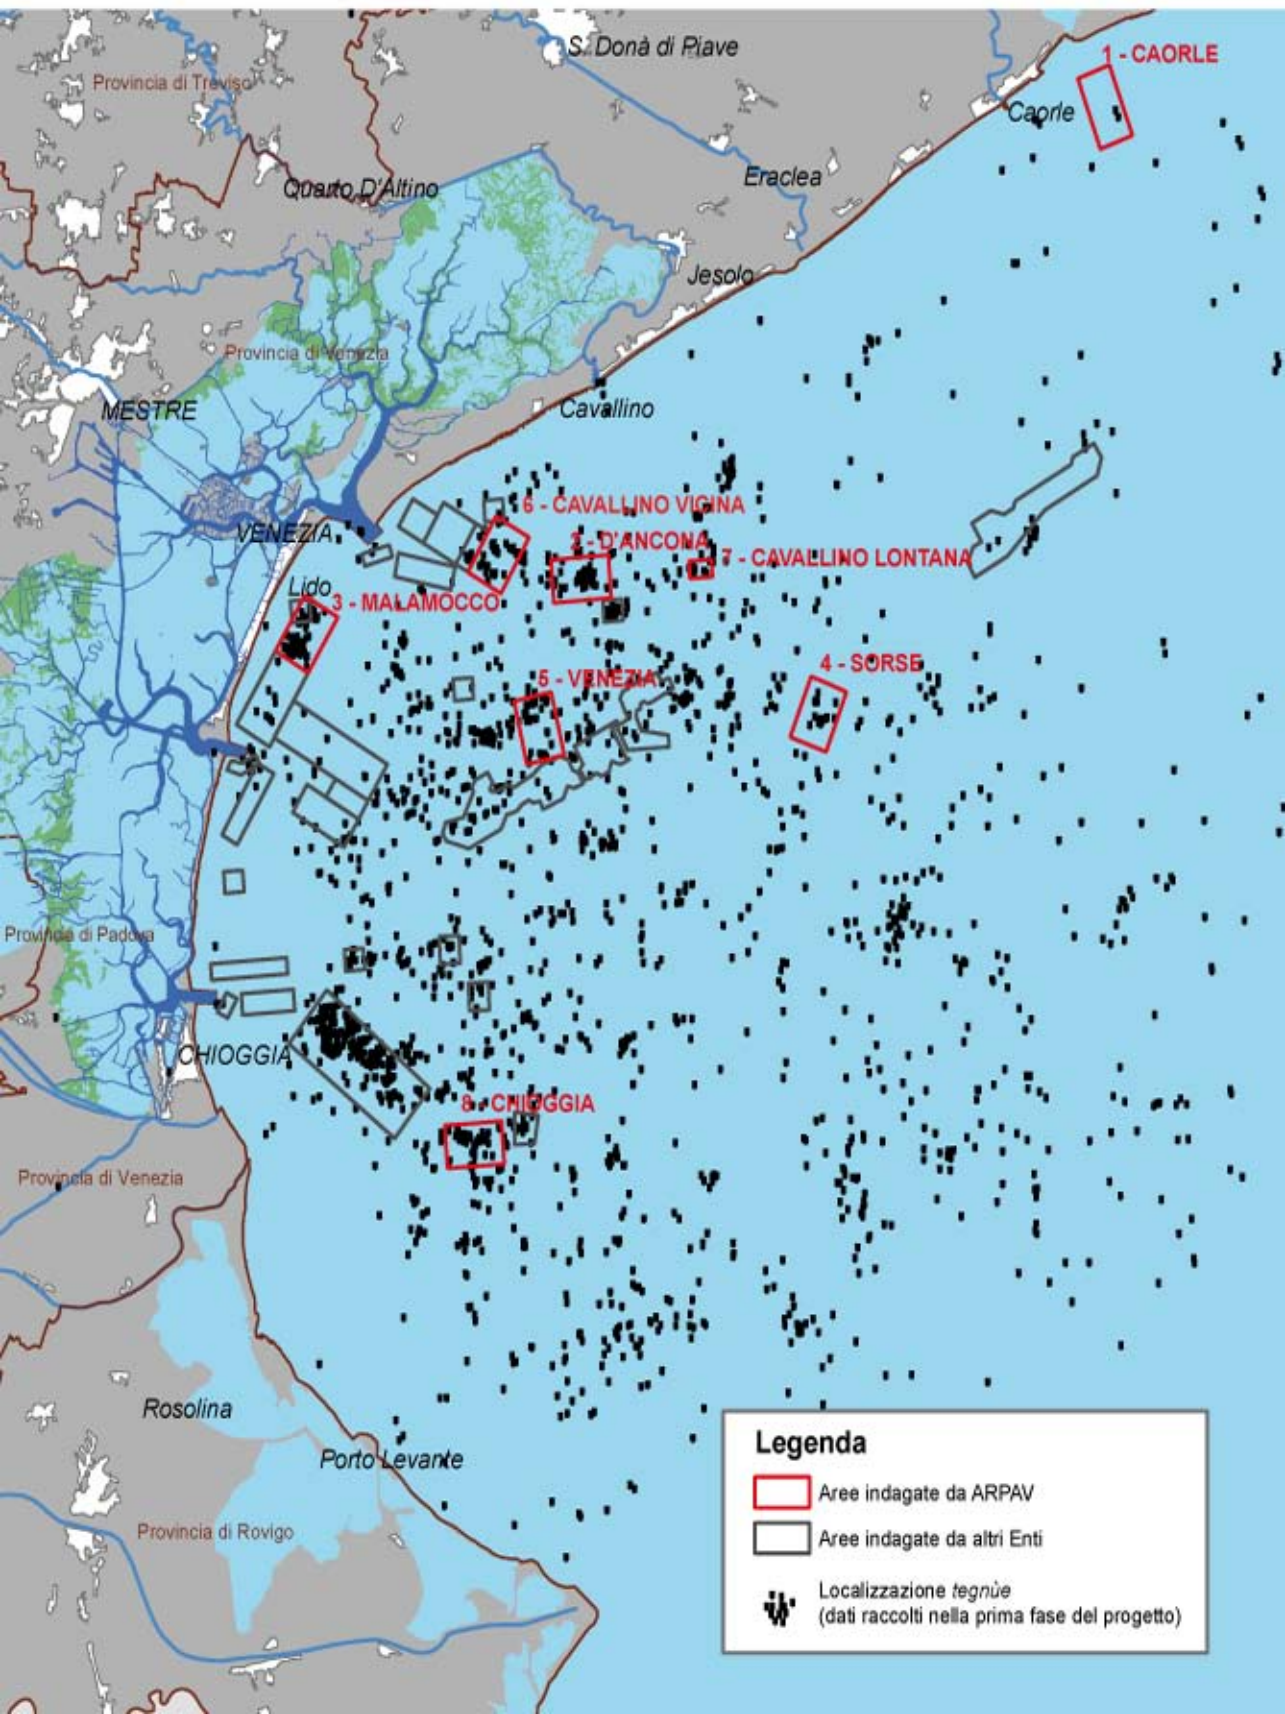 S. Donà di Piave
1 - CAORLE
Provincia di Treviso
Caorle
Eraclea
Quarto D'Altino
Jesolo
Provincia di Venezia
MESTRE
Cavallino
6 - CAVALLINO VICINA
VENEZIA
2 - D'ANCONA
7 - CAVALLINO LONTANA
Lido
3 - MALAMOCCO
4 - SORSE
5 - VENEZIA
Provincia di Padova
CHIOGGIA
8 - CHIOGGIA
Provincia di Venezia
Rosolina
Porto Levante
Provincia di Rovigo
Legenda
Aree indagate da ARPAV
Aree indagate da altri Enti
Localizzazione tegnùe
(dati raccolti nella prima fase del progetto)